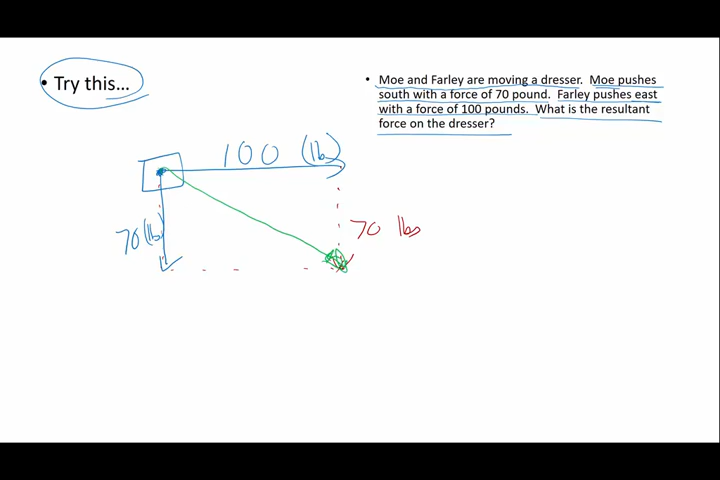 • Try this...
• Moe and Farley are moving a dresser. Moe pushes
south with a force of 70 pound. Farley pushes east
with a force of 100 pounds. What is the resultant
force on the dresser?
100 (lb)
70 (lb)
70 lbs